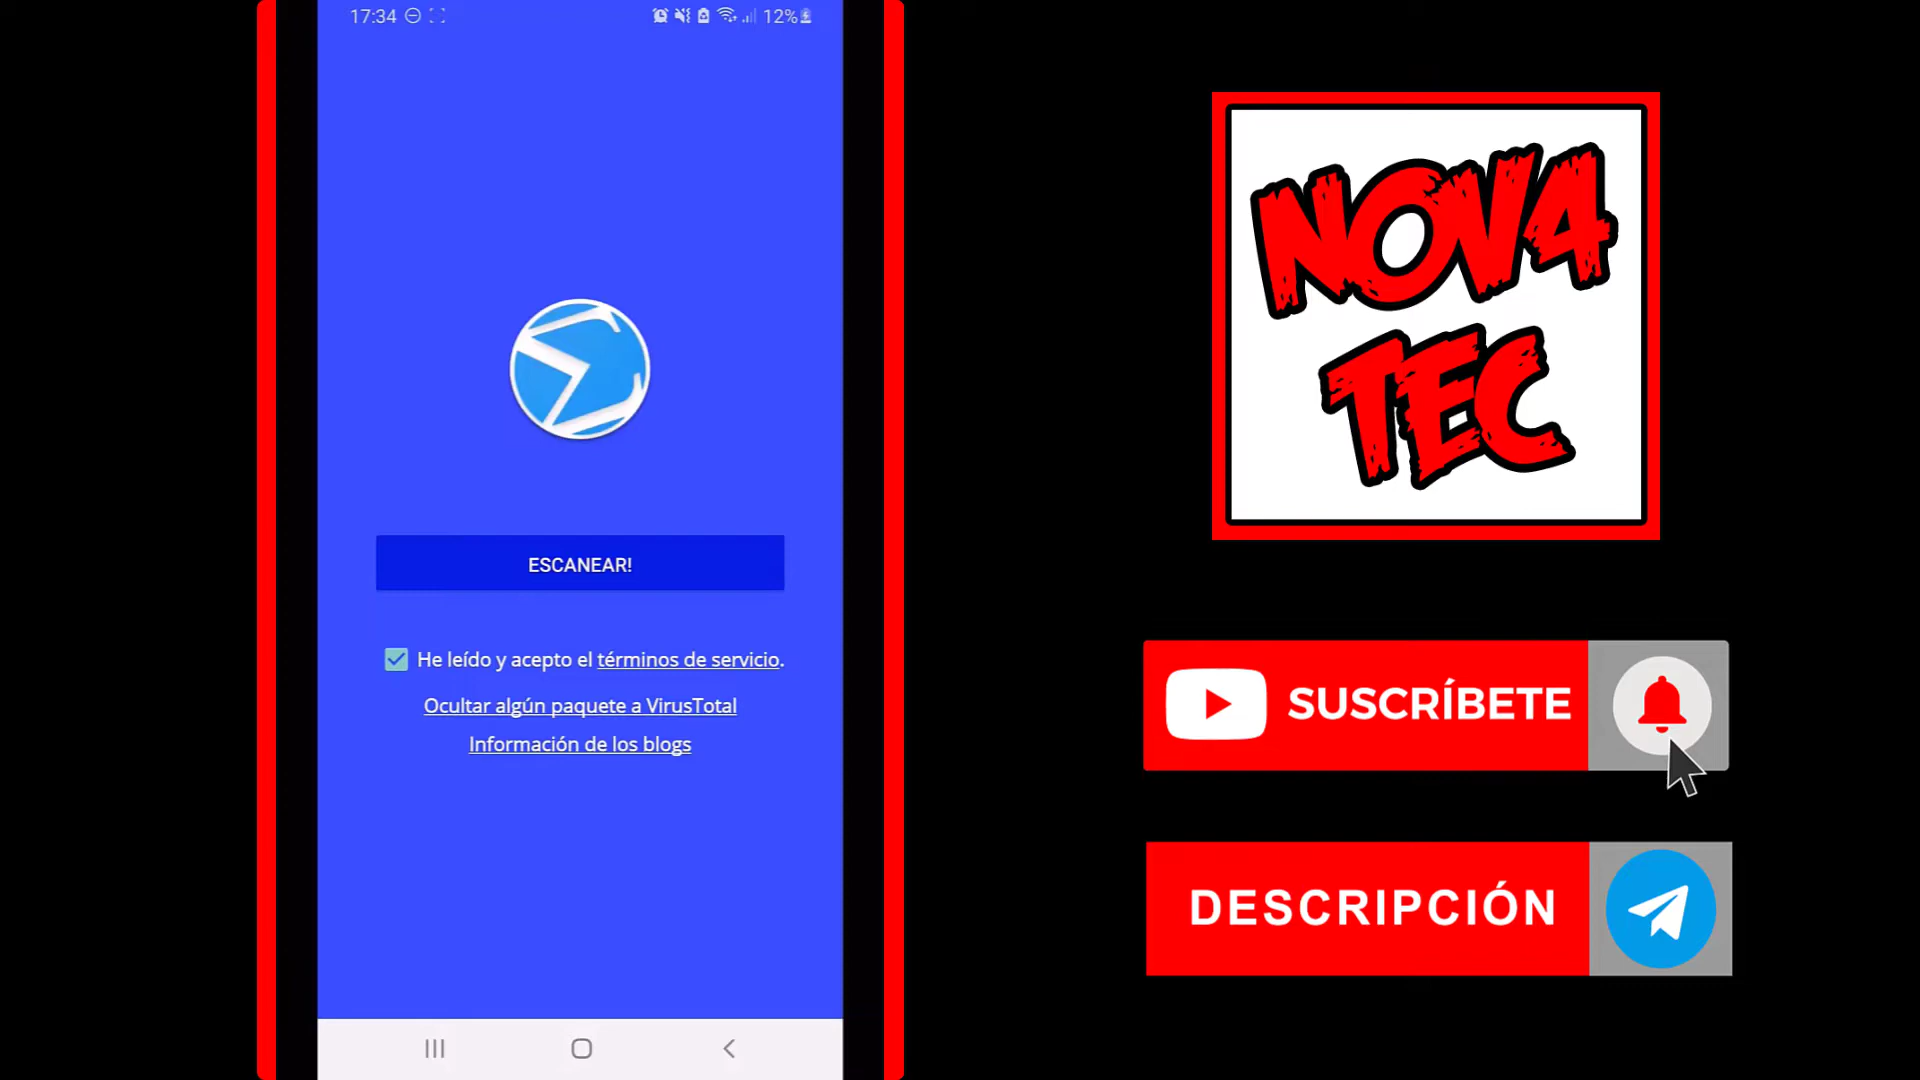 17:34
12%
ESCANEAR!
He leído y acepto el términos de servicio.
Ocultar algún paquete a VirusTotal
Información de los blogs
NOV4
TEC
SUSCRÍBETE
DESCRIPCIÓN